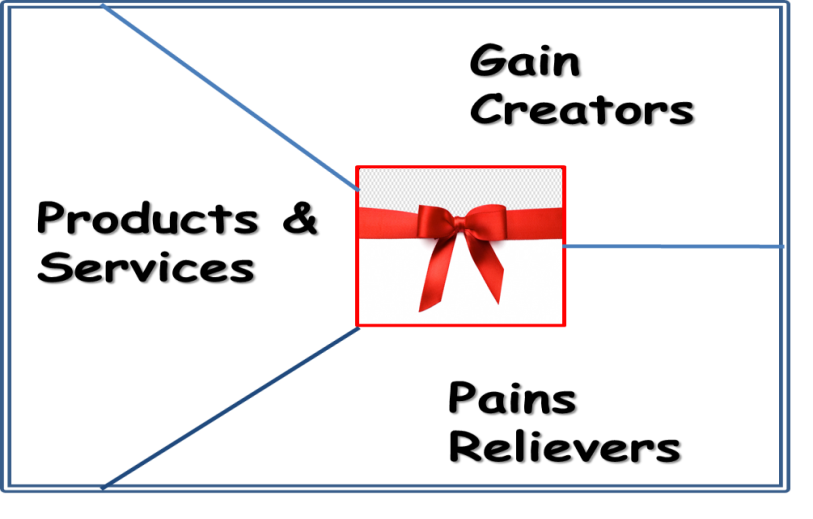 Gain
Creators
Products &
Services
Pains
Relievers